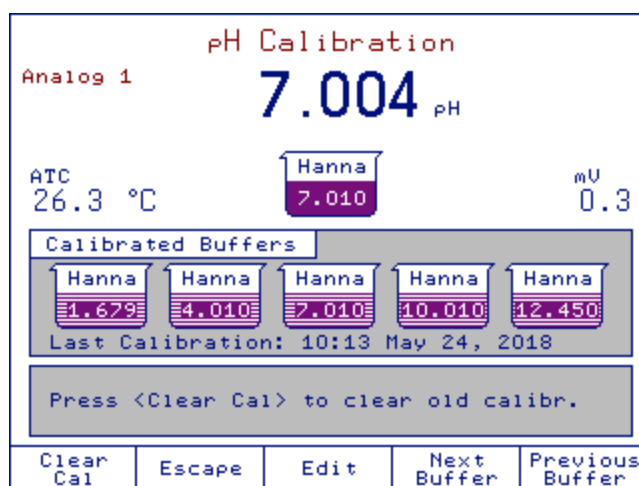 pH Calibration
Analog 1
7.004 pH
ATC
26.3 °C
Hanna
7.010
mV
0.3
Calibrated Buffers
Hanna Hanna Hanna Hanna Hanna
1.679 4.010 7.010 10.010 12.450
Last Calibration: 10:13 May 24, 2018
Press <Clear Cal> to clear old calibr.
Clear Cal
Escape
Edit
Next Buffer
Previous Buffer